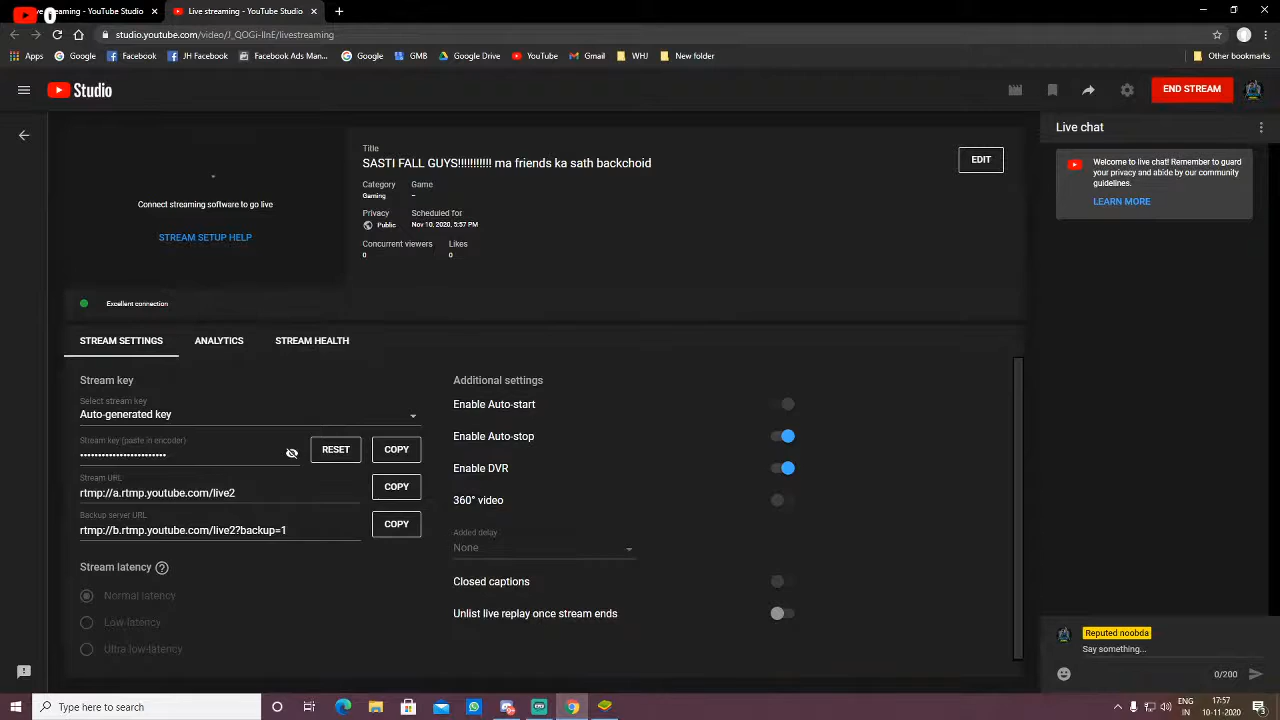 Live streaming - YouTube Studio
Live streaming - YouTube Studio
studio.youtube.com/video/J_QOGi-IInE/livestreaming
Apps Google Facebook JH Facebook Facebook Ads Man... Google GMB Google Drive YouTube Gmail WHJ New folder Other bookmarks
Studio
END STREAM
Connect streaming software to go live
STREAM SETUP HELP
Title
SASTI FALL GUYS!!!!!!!!!!! ma friends ka sath backchoid
EDIT
Category Game
Gaming –
Privacy Scheduled for
Public Nov 10, 2020, 5:57 PM
Concurrent viewers Likes
0 0
Excellent connection
STREAM SETTINGS ANALYTICS STREAM HEALTH
Stream key
Select stream key
Auto-generated key
Stream key (paste in encoder)
••••••••••••••••••••••••
RESET COPY
Stream URL
rtmp://a.rtmp.youtube.com/live2
COPY
Backup server URL
rtmp://b.rtmp.youtube.com/live2?backup=1
COPY
Stream latency
Normal latency
Low-latency
Ultra low-latency
Additional settings
Enable Auto-start
Enable Auto-stop
Enable DVR
360° video
Added delay
None
Closed captions
Unlist live replay once stream ends
Live chat
Welcome to live chat! Remember to guard
your privacy and abide by our community
guidelines.
LEARN MORE
Reputed noobda
Say something...
0/200
Type here to search
ENG
IN
17:57
10-11-2020